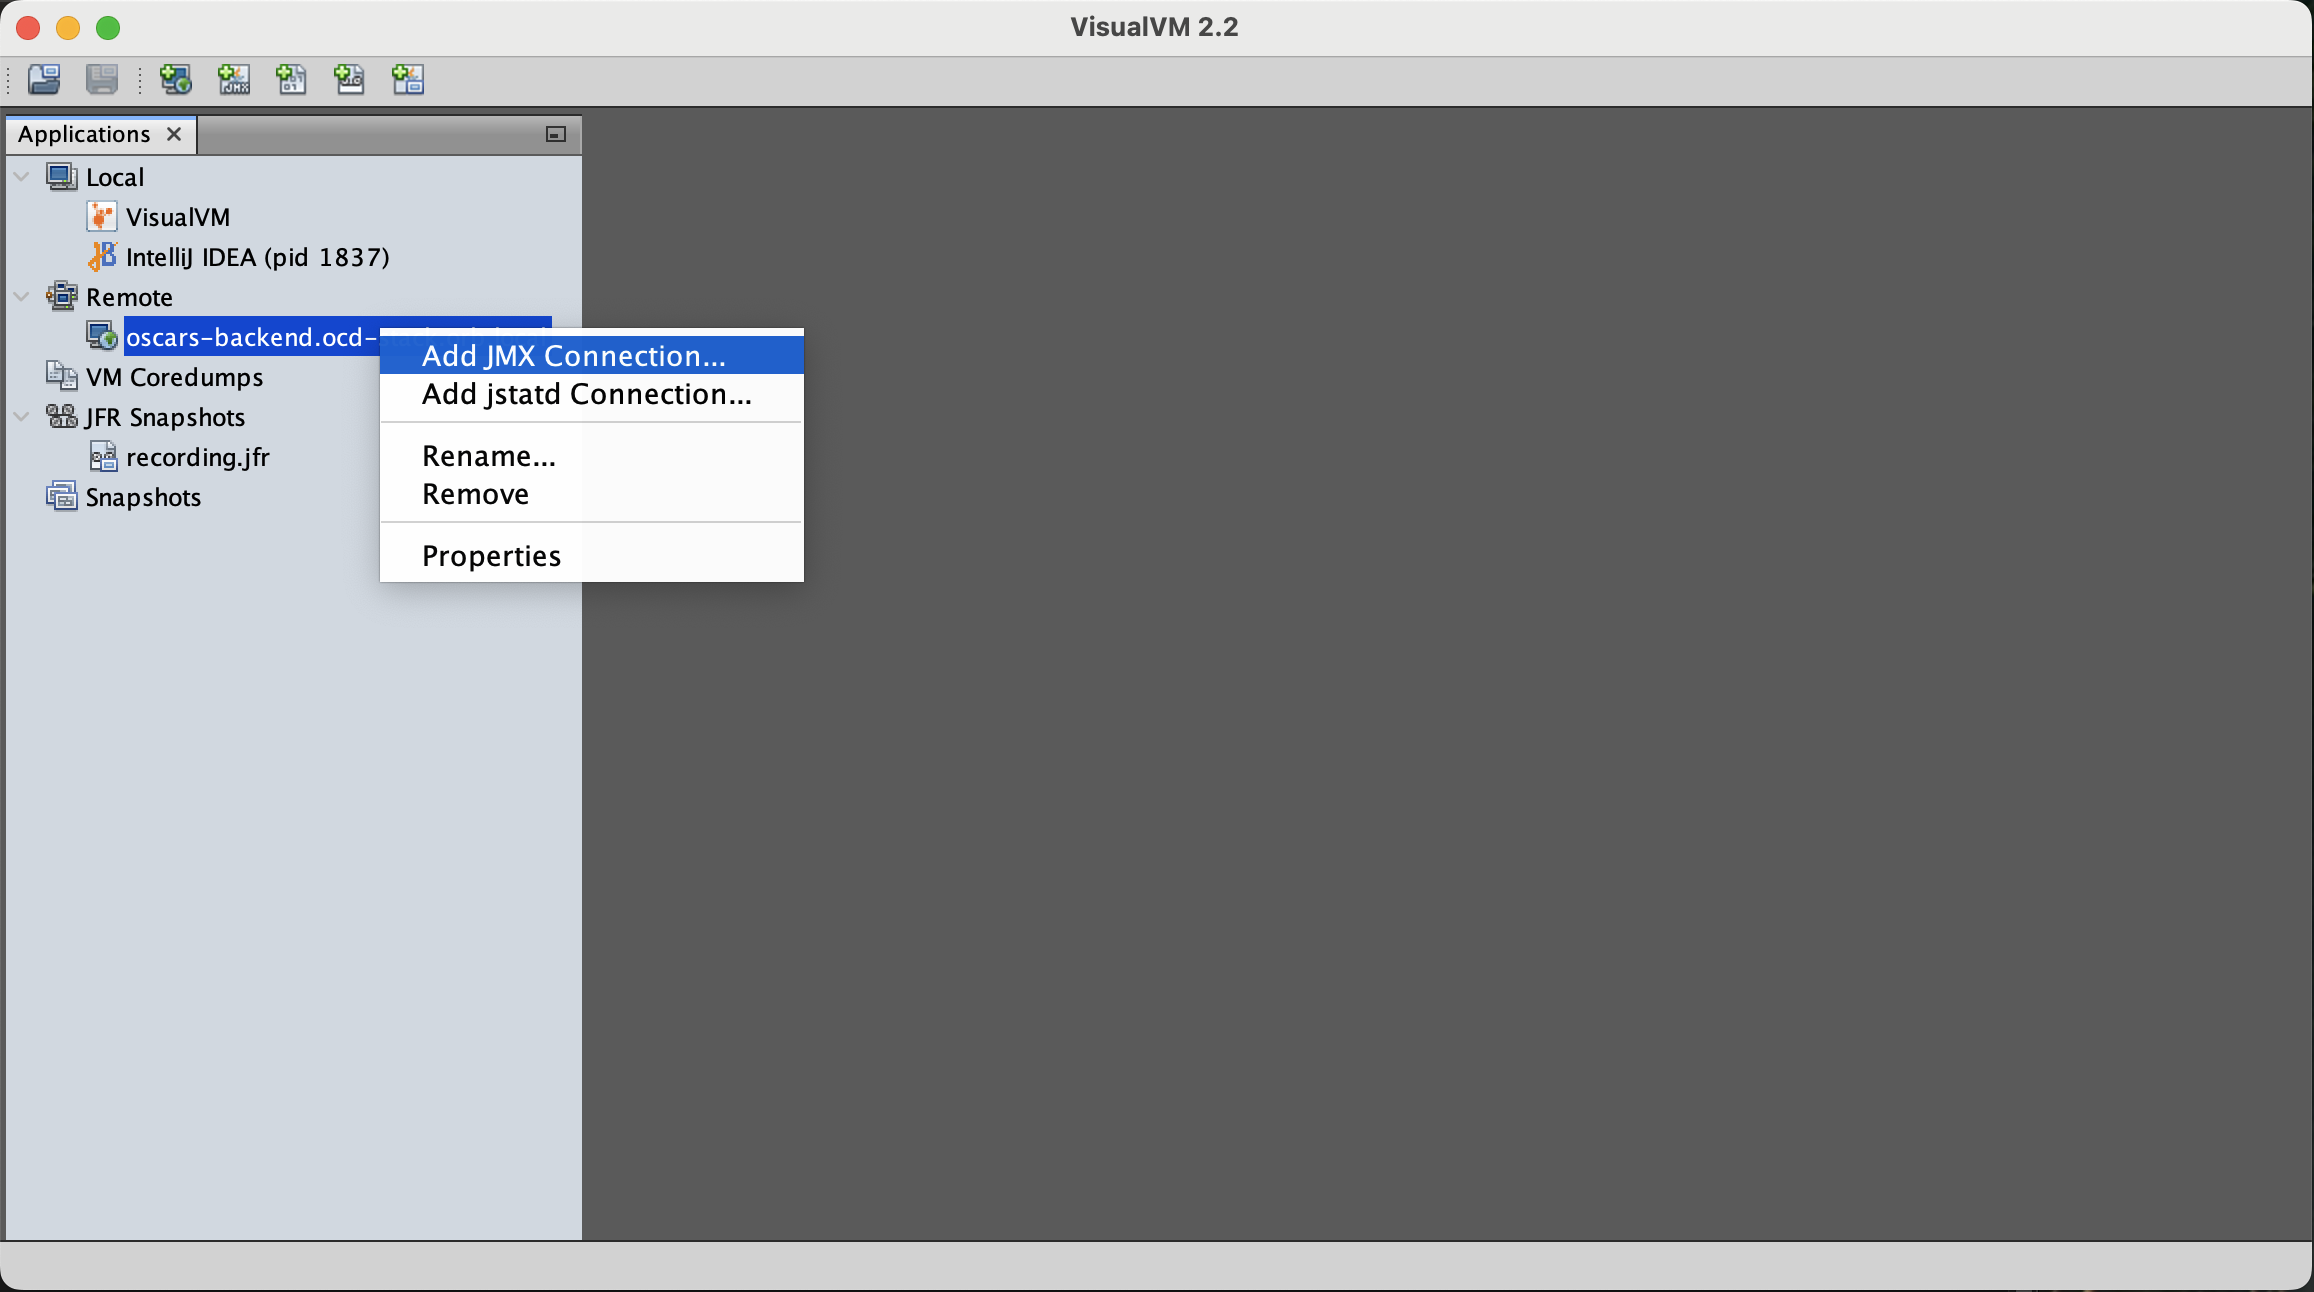 VisualVM 2.2
Applications
Local
VisualVM
IntelliJ IDEA (pid 1837)
Remote
oscars-backend.ocd-
VM Coredumps
JFR Snapshots
recording.jfr
Snapshots
Add JMX Connection...
Add jstatd Connection...
Rename...
Remove
Properties